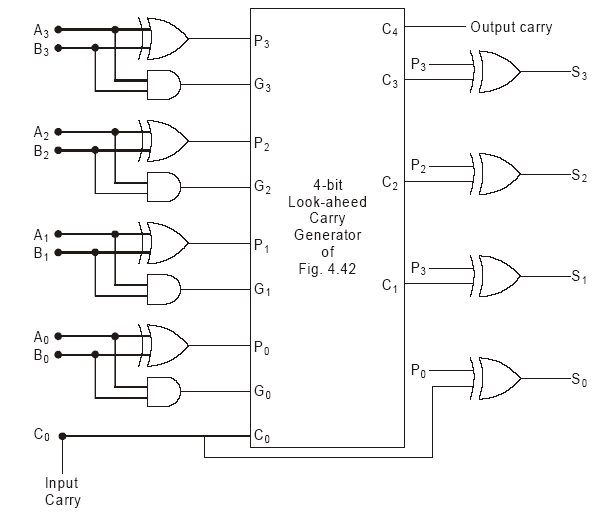 A3
B3
P3
G3
C4
Output carry
P3
C3
S3
A2
B2
P2
G2
P2
C2
S2
4-bit
Look-aheed
Carry
Generator
of
Fig. 4.42
A1
B1
P1
G1
P3
C1
S1
A0
B0
P0
G0
P0
S0
C0
C0
Input
Carry